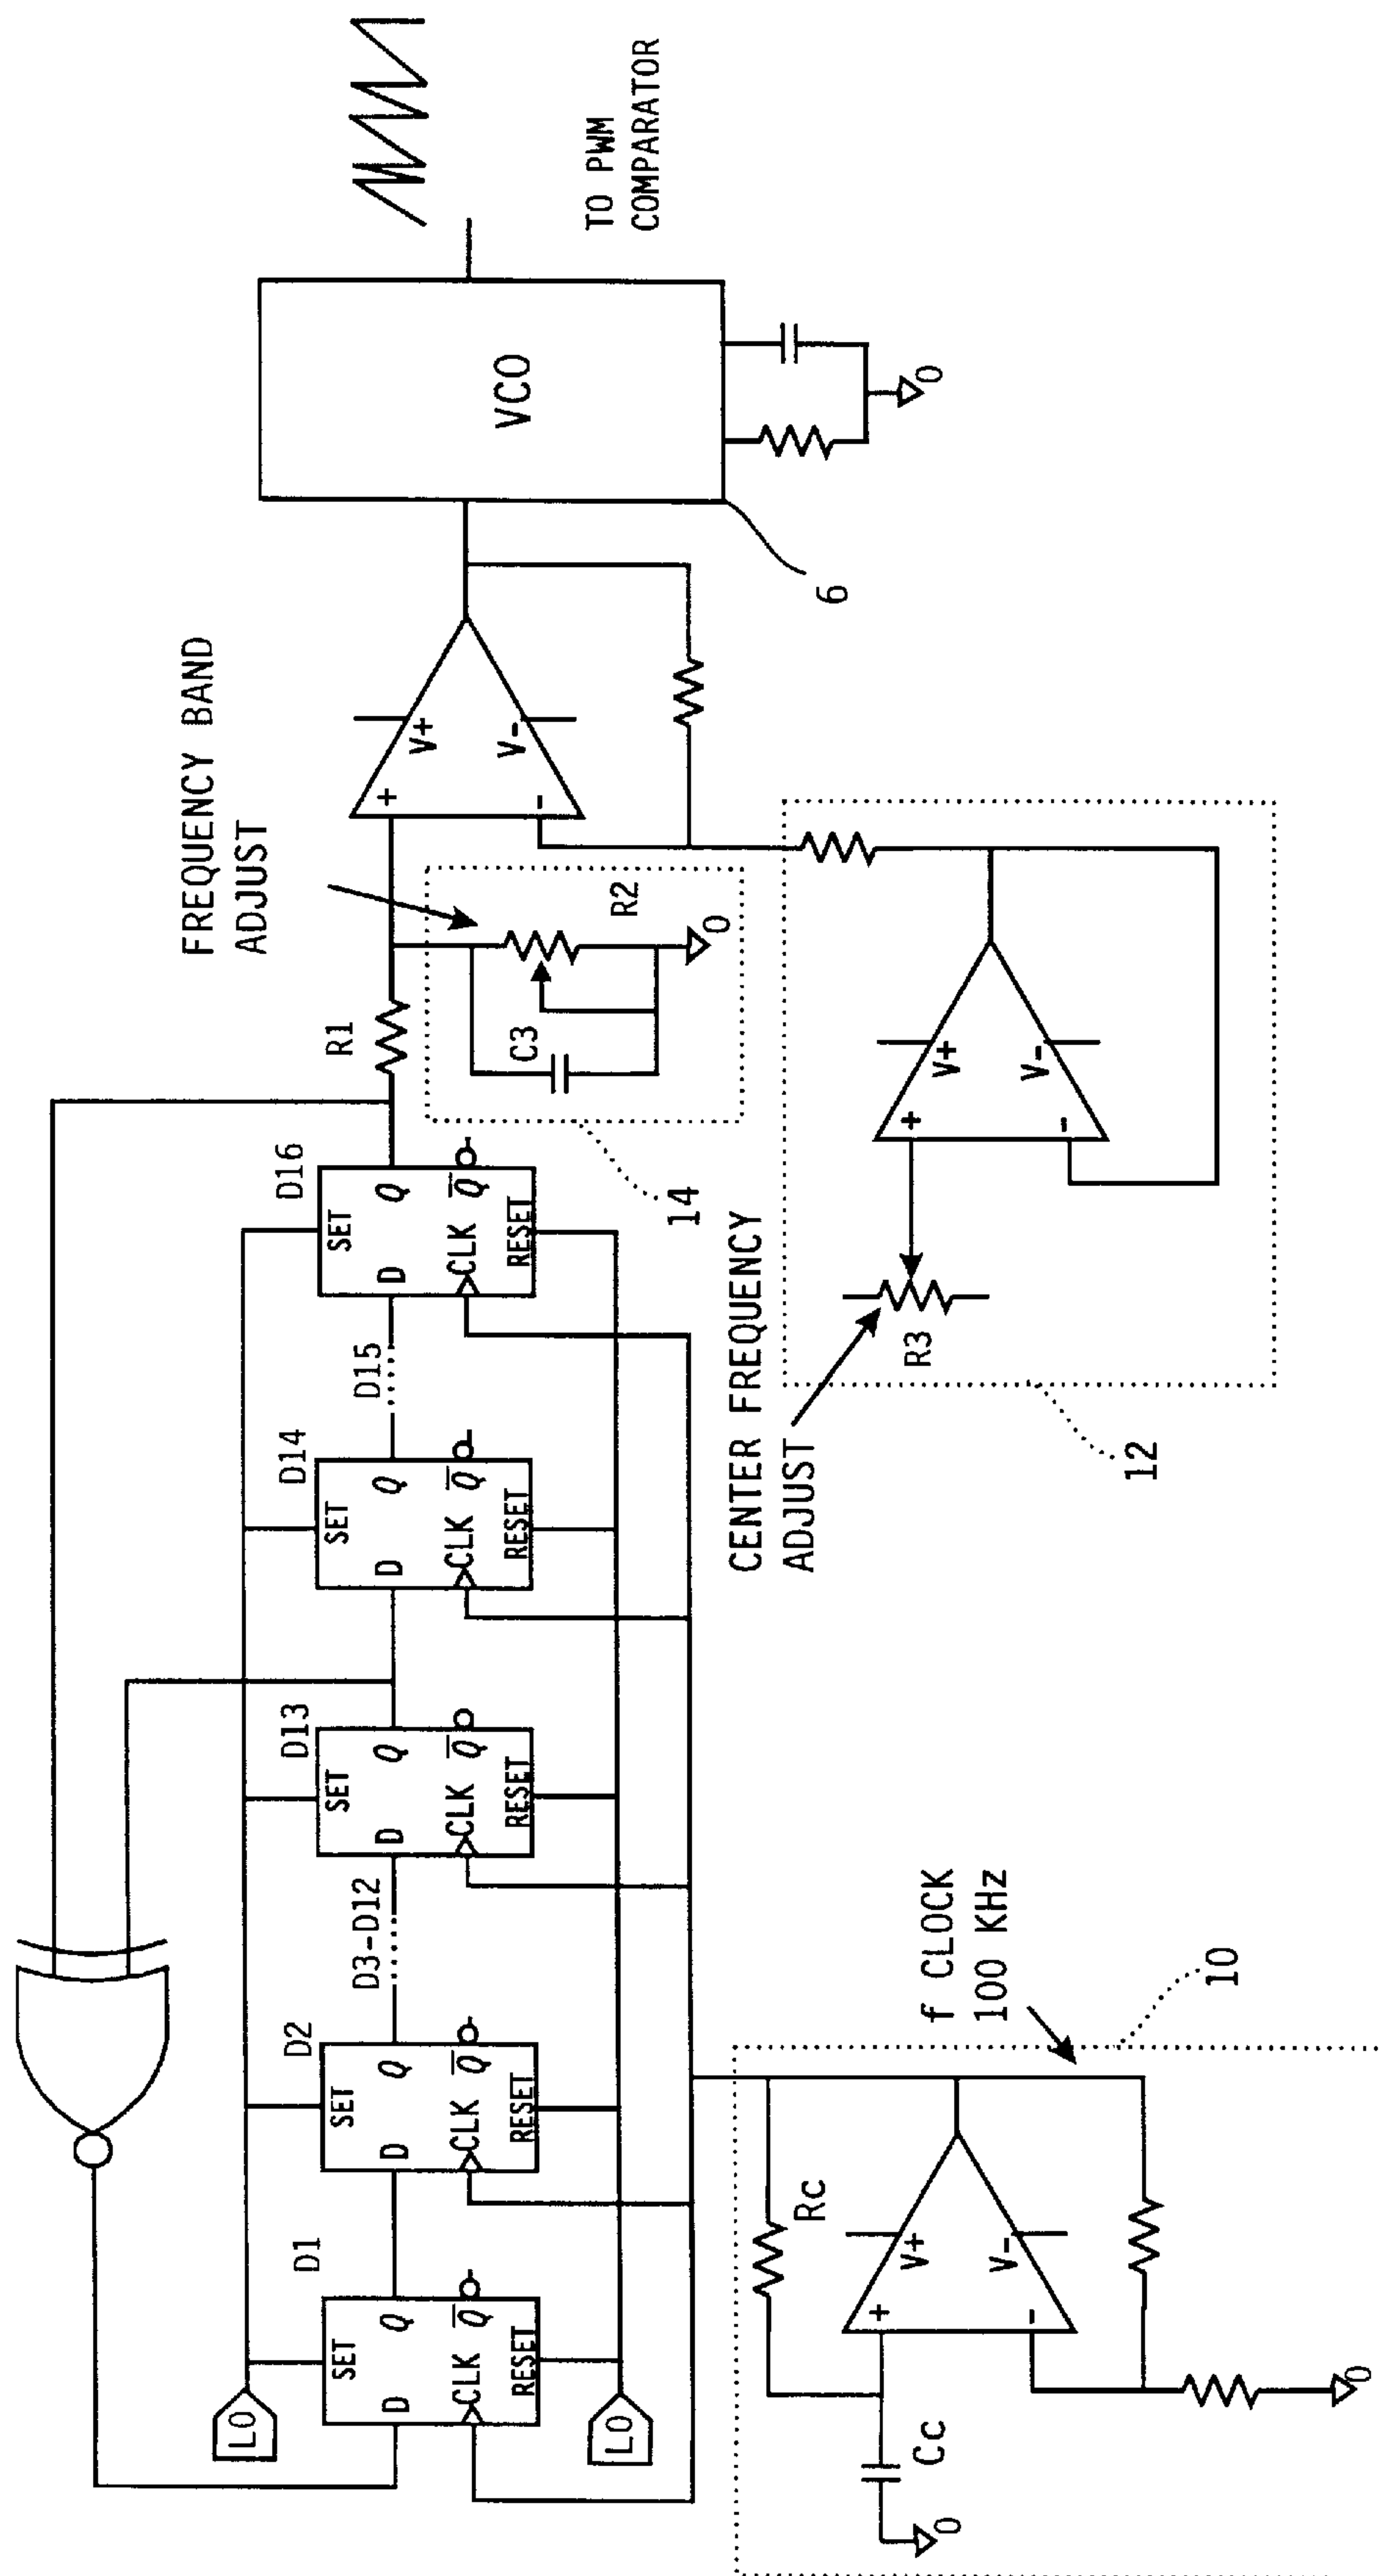 D1
D2
D3-D12
D13
D14
D15
D16
LO
SET
D Q
CLK Q
RESET
SET
D Q
CLK Q
RESET
SET
D Q
CLK Q
RESET
SET
D Q
CLK Q
RESET
SET
D Q
CLK Q
RESET
LO
R1
FREQUENCY BAND
ADJUST
C3
R2
0
14
+
V+
-
V-
VCO
6
0
TO PWM
COMPARATOR
CENTER FREQUENCY
ADJUST
R3
+
V+
-
V-
12
f CLOCK
100 KHz
10
Rc
Cc
0
+
V+
-
V-
0